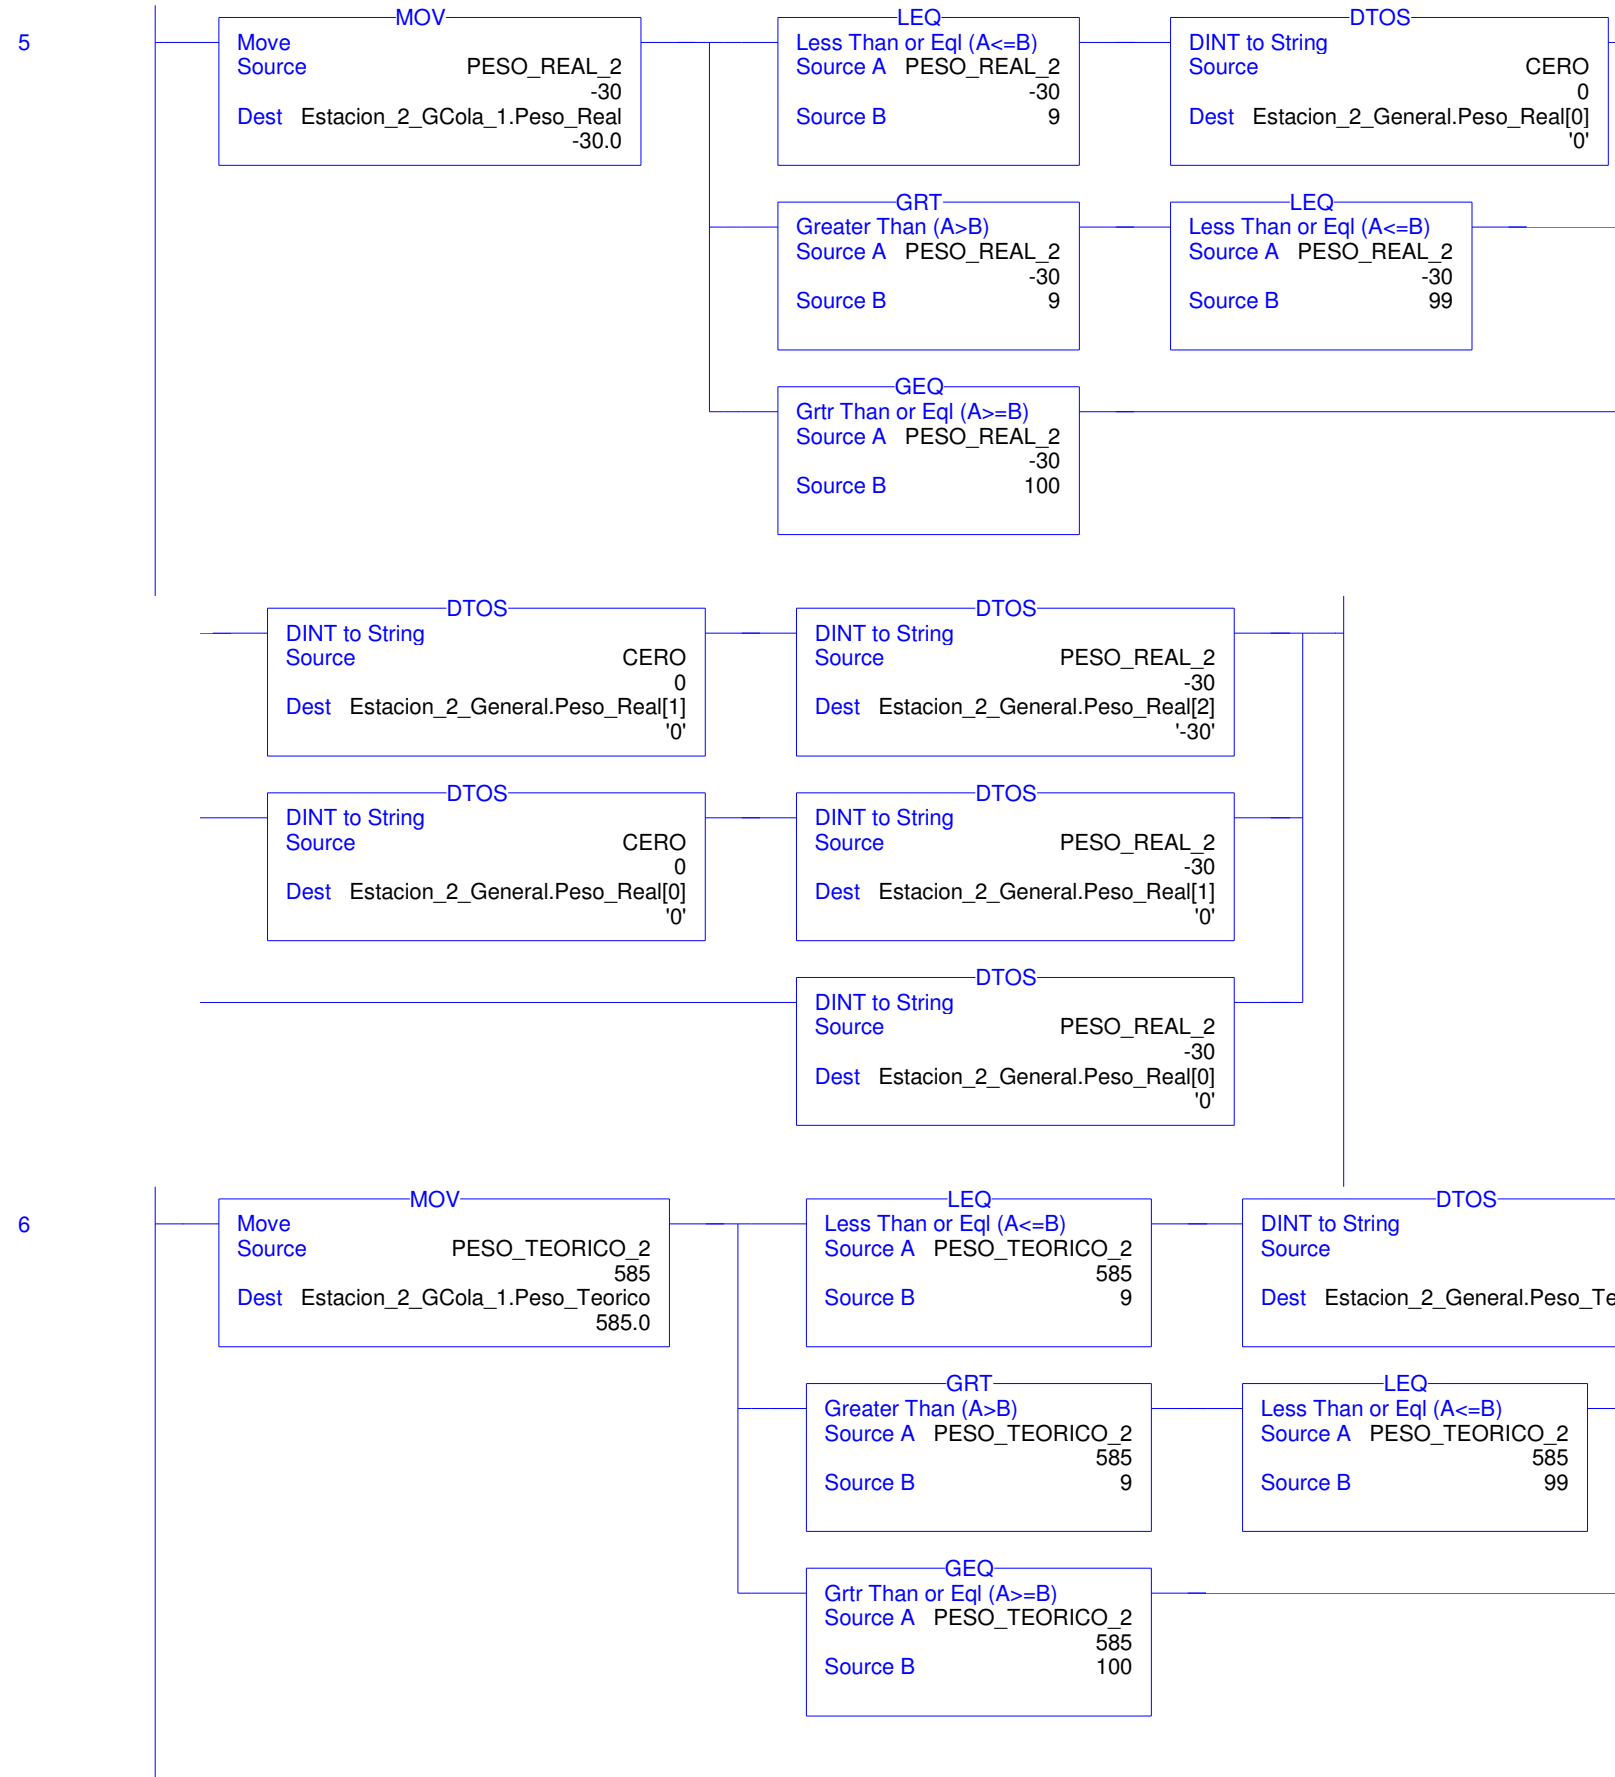 5
MOV
Move
Source PESO_REAL_2
-30
Dest Estacion_2_GCola_1.Peso_Real
-30.0
LEQ
Less Than or Eql (A<=B)
Source A PESO_REAL_2
-30
Source B 9
DTOS
DINT to String
Source CERO
0
Dest Estacion_2_General.Peso_Real[0]
'0'
GRT
Greater Than (A>B)
Source A PESO_REAL_2
-30
Source B 9
LEQ
Less Than or Eql (A<=B)
Source A PESO_REAL_2
-30
Source B 99
GEQ
Grtr Than or Eql (A>=B)
Source A PESO_REAL_2
-30
Source B 100
DTOS
DINT to String
Source CERO
0
Dest Estacion_2_General.Peso_Real[1]
'0'
DTOS
DINT to String
Source PESO_REAL_2
-30
Dest Estacion_2_General.Peso_Real[2]
'-30'
DTOS
DINT to String
Source CERO
0
Dest Estacion_2_General.Peso_Real[0]
'0'
DTOS
DINT to String
Source PESO_REAL_2
-30
Dest Estacion_2_General.Peso_Real[1]
'0'
DTOS
DINT to String
Source PESO_REAL_2
-30
Dest Estacion_2_General.Peso_Real[0]
'0'
6
MOV
Move
Source PESO_TEORICO_2
585
Dest Estacion_2_GCola_1.Peso_Teorico
585.0
LEQ
Less Than or Eql (A<=B)
Source A PESO_TEORICO_2
585
Source B 9
DTOS
DINT to String
Source
Dest Estacion_2_General.Peso_Te
GRT
Greater Than (A>B)
Source A PESO_TEORICO_2
585
Source B 9
LEQ
Less Than or Eql (A<=B)
Source A PESO_TEORICO_2
585
Source B 99
GEQ
Grtr Than or Eql (A>=B)
Source A PESO_TEORICO_2
585
Source B 100